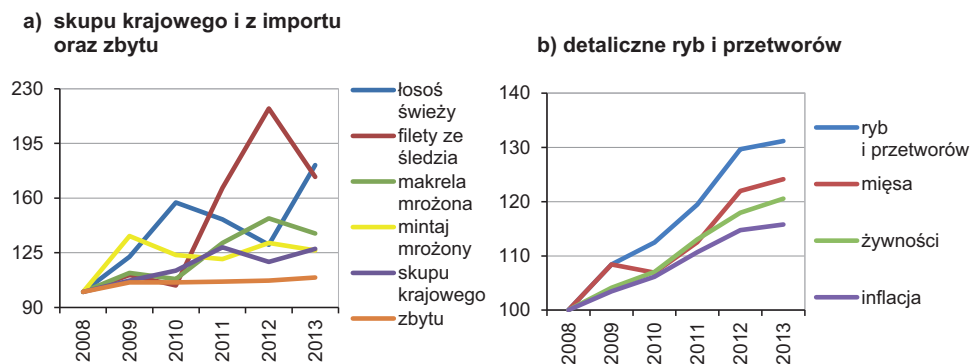 a) skupu krajowego i z importu
oraz zbytu
230
195
160
125
90
2008
2009
2010
2011
2012
2013
łosoś
świeży
filety ze
śledzia
makrela
mrożona
mintaj
mrożony
skupu
krajowego
zbytu
b) detaliczne ryb i przetworów
140
130
120
110
100
2008
2009
2010
2011
2012
2013
ryb
i przetworów
mięsa
żywności
inflacja